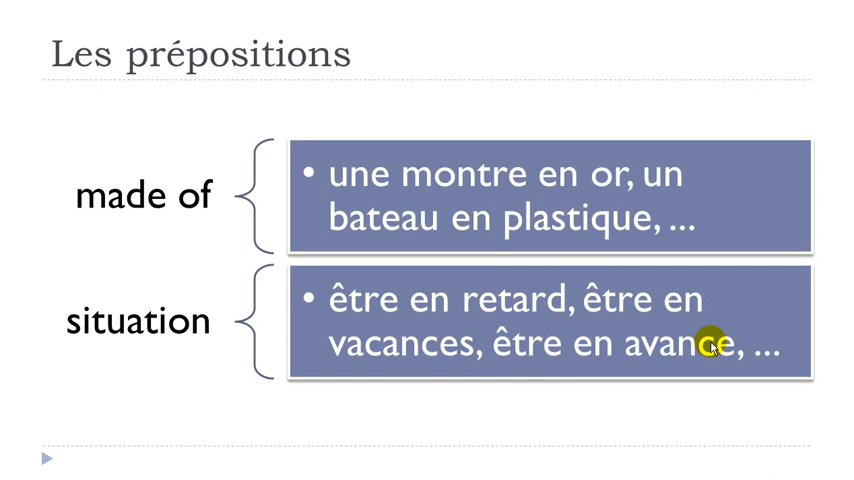 Les prépositions
made of
• une montre en or, un
bateau en plastique, ...
situation
• être en retard, être en
vacances, être en avance, ...